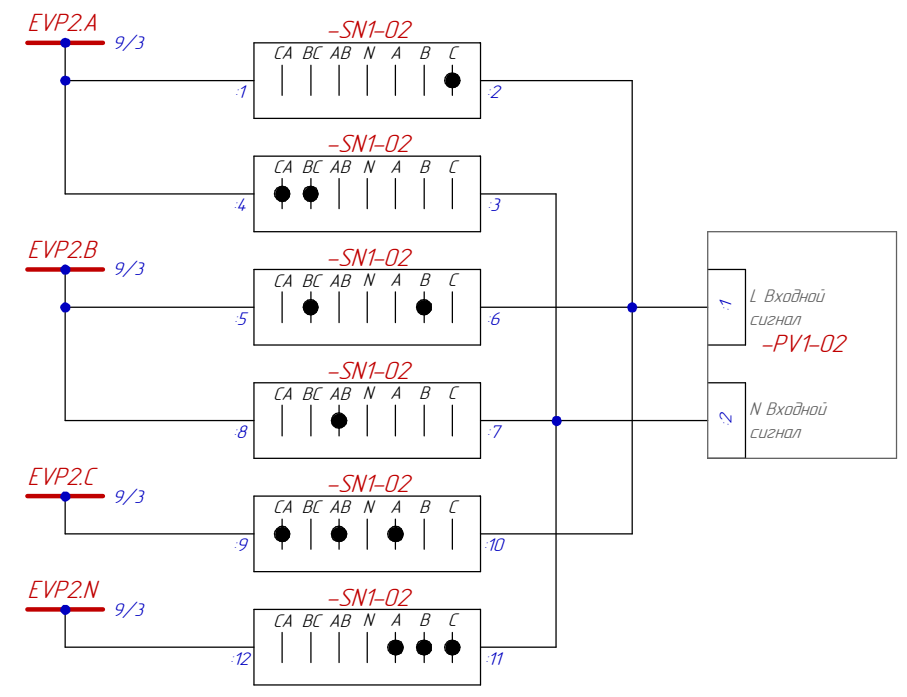 EVP2.A
9/3
-SN1-02
CA BC AB N A B C
:1
:2
-SN1-02
CA BC AB N A B C
:4
:3
EVP2.B
9/3
-SN1-02
CA BC AB N A B C
:5
:6
:1
L Входной
сигнал
-PV1-02
-SN1-02
CA BC AB N A B C
:8
:7
:2
N Входной
сигнал
EVP2.C
9/3
-SN1-02
CA BC AB N A B C
:9
:10
EVP2.N
9/3
-SN1-02
CA BC AB N A B C
:12
:11